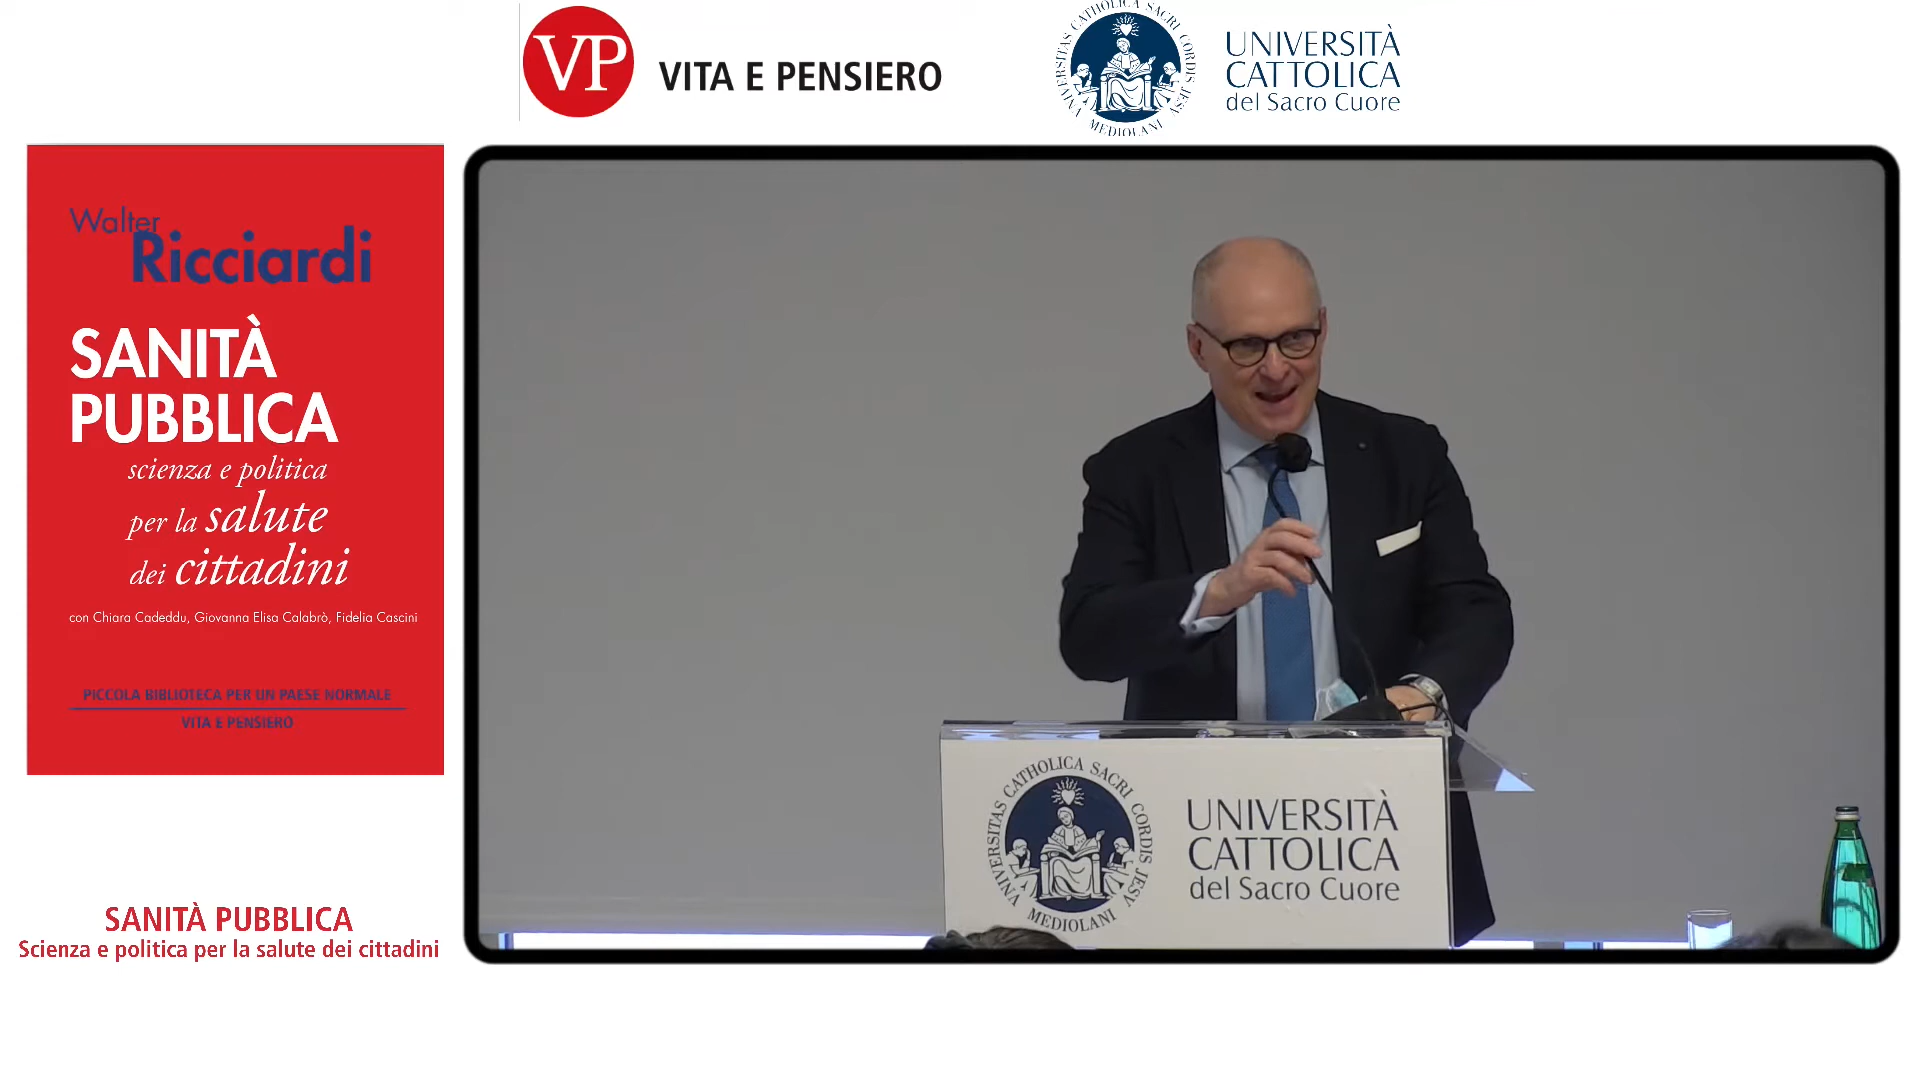 VP
VITA E PENSIERO
UNIVERSITAS CATHOLICA SACRI CORDIS JESV
MEDIOLANI
UNIVERSITÀ
CATTOLICA
del Sacro Cuore
Walter
Ricciardi
SANITÀ
PUBBLICA
scienza e politica
per la salute
dei cittadini
con Chiara Cadeddu, Giovanna Elisa Calabrò, Fidelia Cascini
PICCOLA BIBLIOTECA PER UN PAESE NORMALE
VITA E PENSIERO
SANITÀ PUBBLICA
Scienza e politica per la salute dei cittadini
VNIVERSITAS CATHOLICA SACRI CORDIS JESV
MEDIOLANI
UNIVERSITÀ
CATTOLICA
del Sacro Cuore